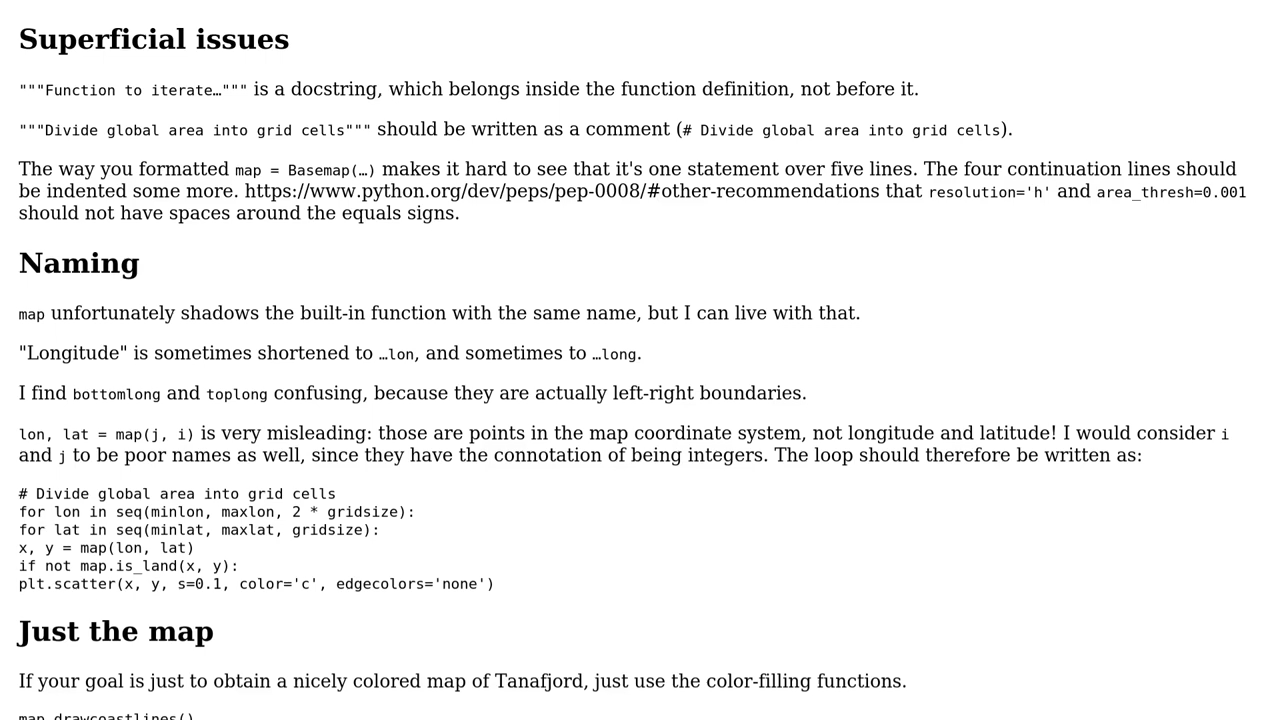 Superficial issues
"""Function to iterate…""" is a docstring, which belongs inside the function definition, not before it.
"""Divide global area into grid cells""" should be written as a comment (# Divide global area into grid cells).
The way you formatted map = Basemap(…) makes it hard to see that it's one statement over five lines. The four continuation lines should
be indented some more. https://www.python.org/dev/peps/pep-0008/#other-recommendations that resolution='h' and area_thresh=0.001
should not have spaces around the equals signs.
Naming
map unfortunately shadows the built-in function with the same name, but I can live with that.
"Longitude" is sometimes shortened to …lon, and sometimes to …long.
I find bottomlong and toplong confusing, because they are actually left-right boundaries.
lon, lat = map(j, i) is very misleading: those are points in the map coordinate system, not longitude and latitude! I would consider i
and j to be poor names as well, since they have the connotation of being integers. The loop should therefore be written as:
# Divide global area into grid cells
for lon in seq(minlon, maxlon, 2 * gridsize):
for lat in seq(minlat, maxlat, gridsize):
x, y = map(lon, lat)
if not map.is_land(x, y):
plt.scatter(x, y, s=0.1, color='c', edgecolors='none')
Just the map
If your goal is just to obtain a nicely colored map of Tanafjord, just use the color-filling functions.
map.drawcoastlines()